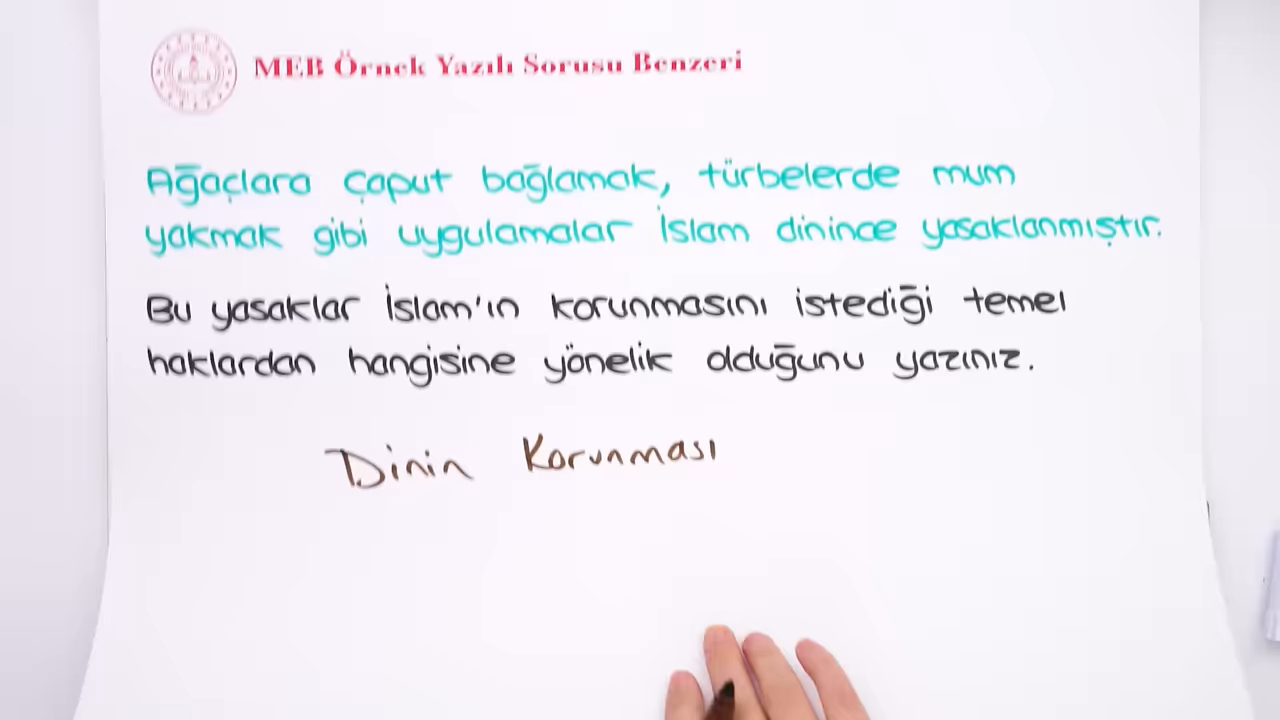 MEB Örnek Yazılı Sorusu Benzeri
Ağaçlara çaput bağlamak, türbelerde mum
yakmak gibi uygulamalar İslam dinince yasaklanmıştır.
Bu yasaklar İslam'ın korunmasını istediği temel
haklardan hangisine yönelik olduğunu yazınız.
Dinin Korunması